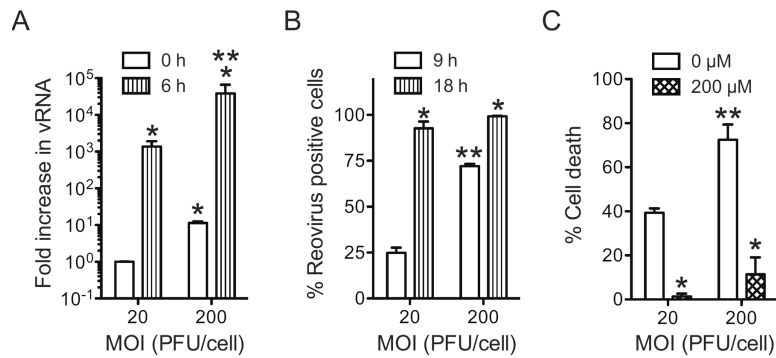 A
0 h
6 h
Fold increase in vRNA
10^5
10^4
10^3
10^2
10^1
10^0
10^-1
*
*
**
*
20
200
MOI (PFU/cell)
B
9 h
18 h
% Reovirus positive cells
100
75
50
25
0
*
**
*
20
200
MOI (PFU/cell)
C
0 µM
200 µM
% Cell death
100
80
60
40
20
0
*
**
*
20
200
MOI (PFU/cell)